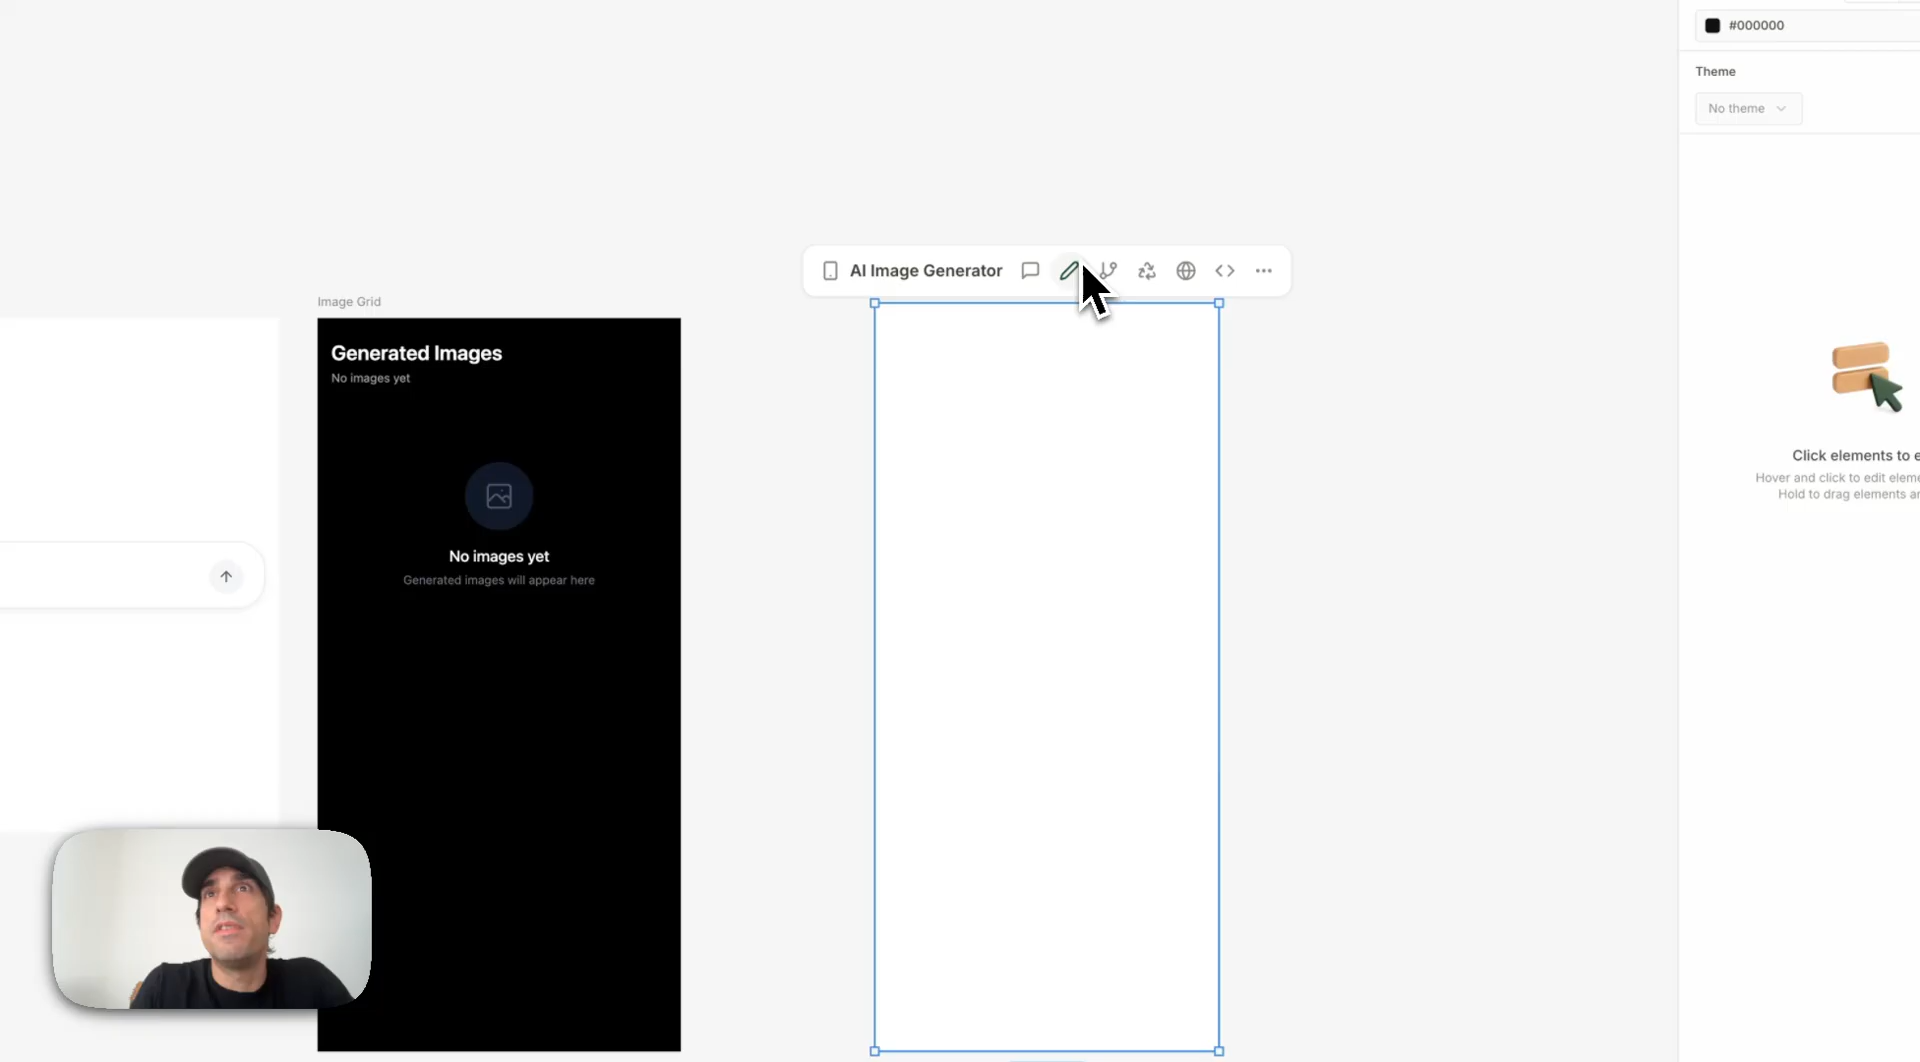 #000000
Theme
No theme
AI Image Generator
Image Grid
Generated Images
No images yet
No images yet
Generated images will appear here
Click elements to e
Hover and click to edit eleme
Hold to drag elements a